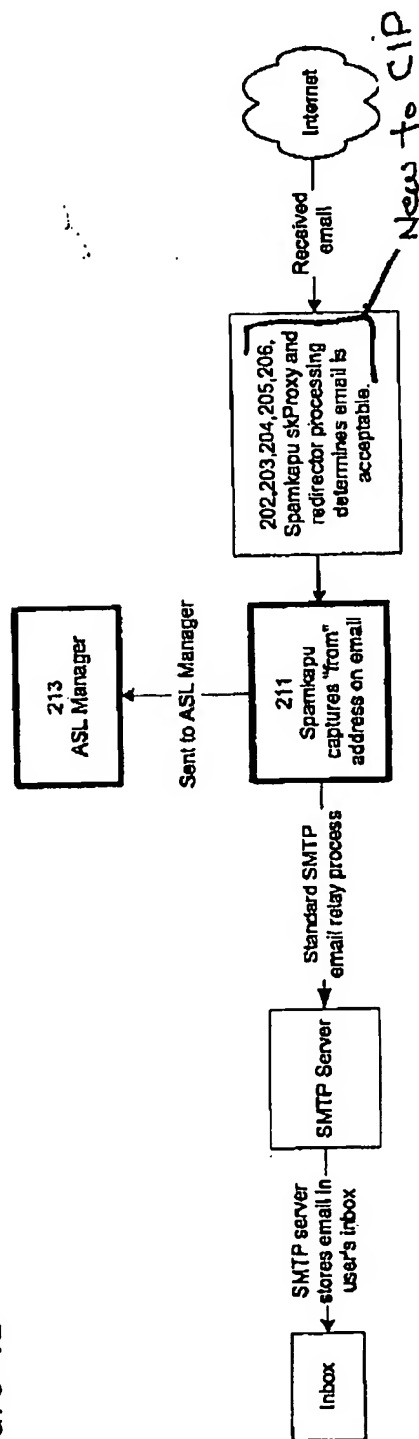 213
ASL Manager
Sent to ASL Manager
Inbox
SMTP server
stores email in
user's inbox
SMTP Server
Standard SMTP
email relay process
211
Spamkapu
captures "from"
address on email
202,203,204,205,206,
Spamkapu skProxy and
redirector processing
determines email is
acceptable.
Received
email
Internet
New to CIP